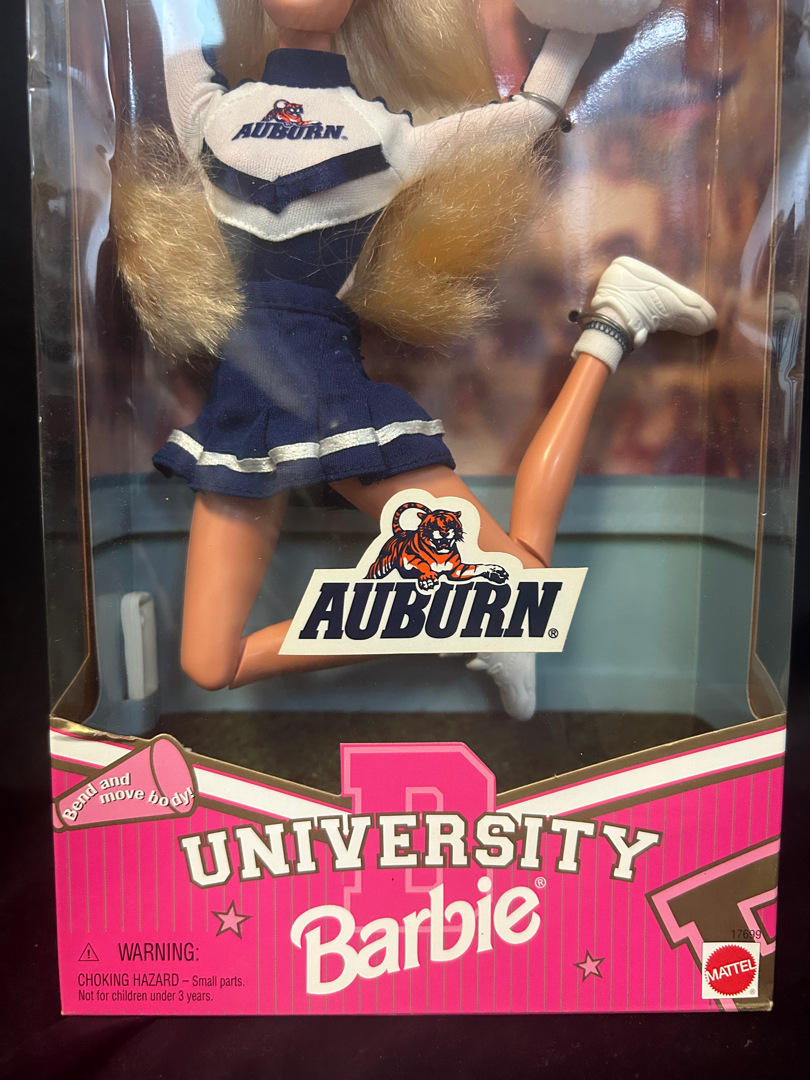 AUBURN
AUBURN®
Bend and
move body!
B
UNIVERSITY
Barbie®
WARNING:
CHOKING HAZARD – Small parts.
Not for children under 3 years.
17699
MATTEL®